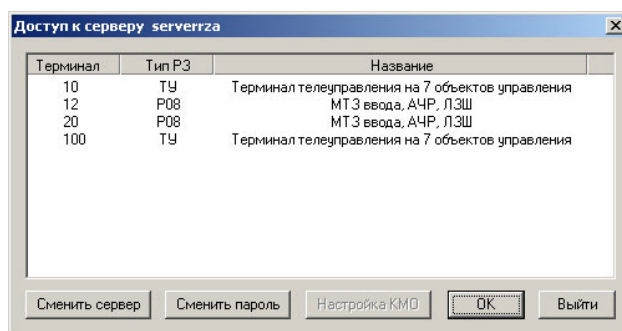 Доступ к серверу serverrza
Терминал Тип РЗ Название
10 ТУ Терминал телеуправления на 7 объектов управления
12 Р08 МТЗ ввода, АЧР, ЛЗШ
20 Р08 МТЗ ввода, АЧР, ЛЗШ
100 ТУ Терминал телеуправления на 7 объектов управления
Сменить сервер Сменить пароль Настройка КМО OK Выйти